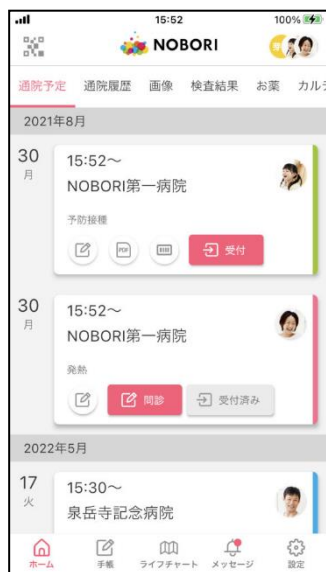 15:52
100%
NOBORI
通院予定 通院履歴 画像 検査結果 お薬 カルテ
2021年8月
30
月
15:52〜
NOBORI第一病院
予防接種
PDF
受付
30
月
15:52〜
NOBORI第一病院
発熱
問診
受付済み
2022年5月
17
火
15:30〜
泉岳寺記念病院
ホーム 手帳 ライフチャート メッセージ 設定